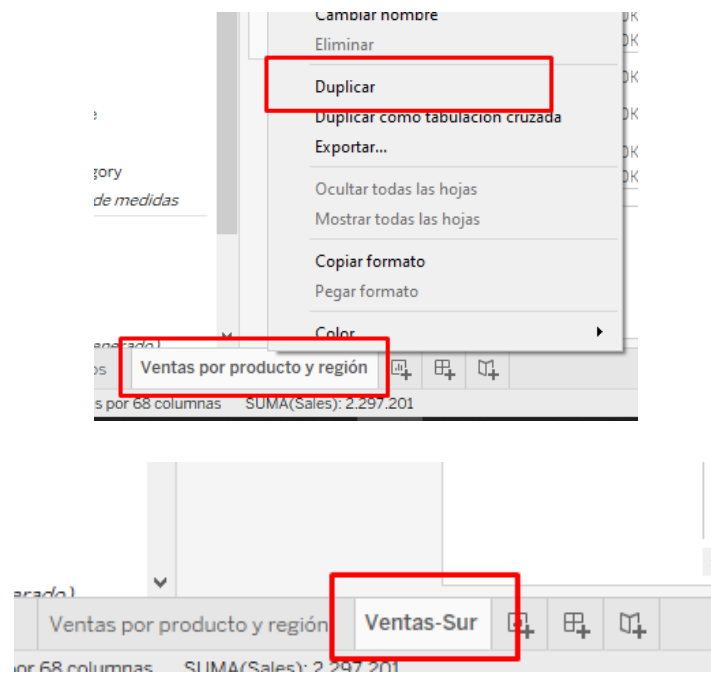 Cambiar nombre
Eliminar
Duplicar
Duplicar como tabulación cruzada
Exportar...
de medidas
Ocultar todas las hojas
Mostrar todas las hojas
Copiar formato
Pegar formato
Color
Ventas por producto y región
por 68 columnas SUMA(Sales): 2.297.201
Ventas por producto y región Ventas-Sur
68 columnas SUMA(Sales): 2.297.201